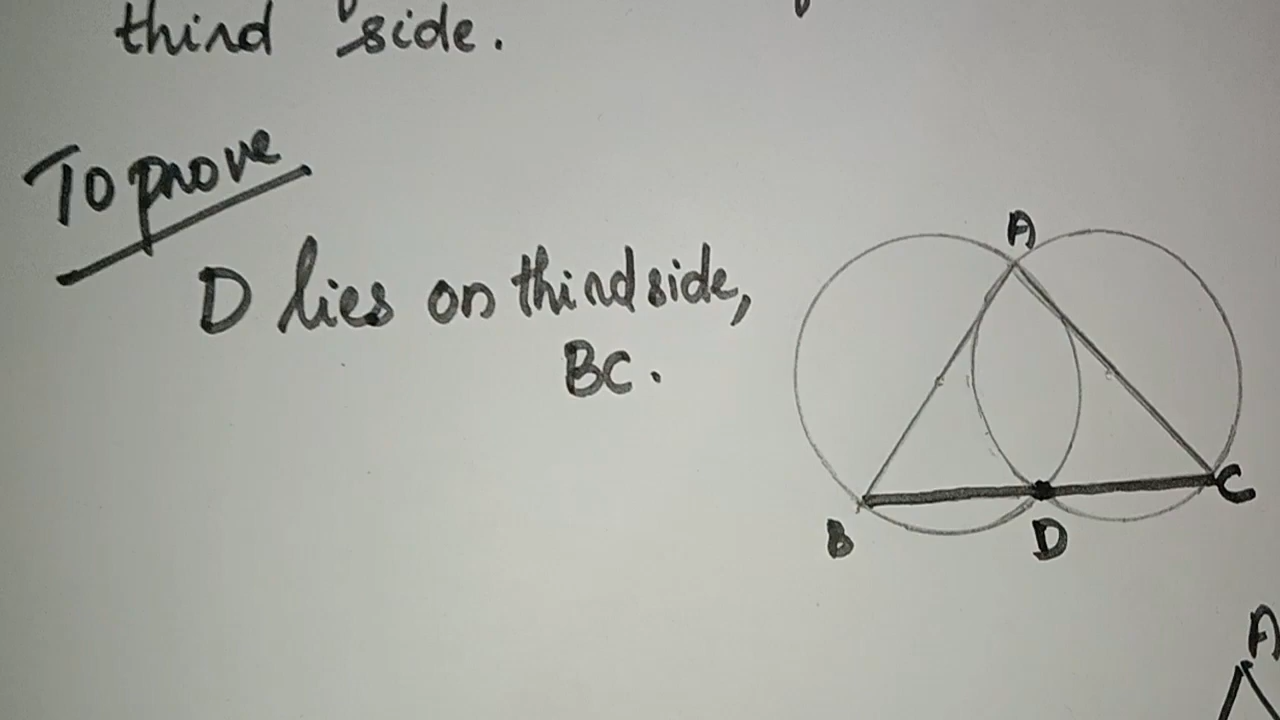 third side.
To prove
D lies on third side,
BC.
A
B
D
C
A